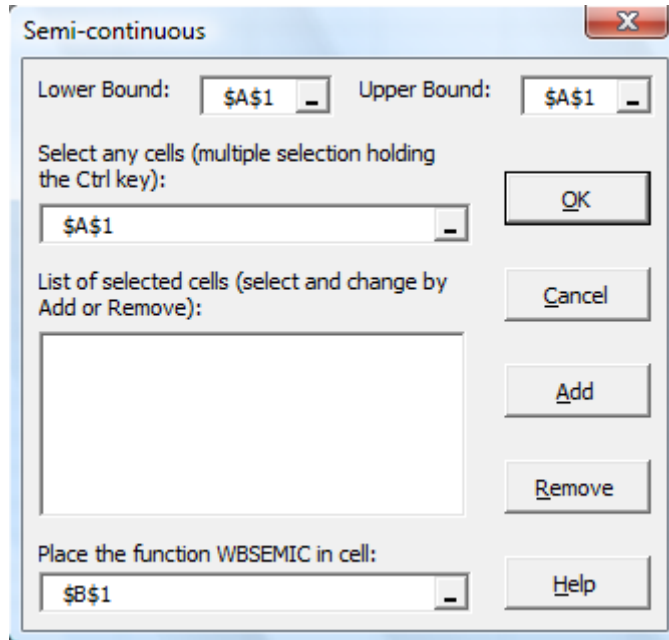 Semi-continuous
Lower Bound: $A$1 Upper Bound: $A$1
Select any cells (multiple selection holding
the Ctrl key):
$A$1
OK
List of selected cells (select and change by
Add or Remove):
Cancel
Add
Remove
Place the function WBSEMIC in cell:
$B$1
Help